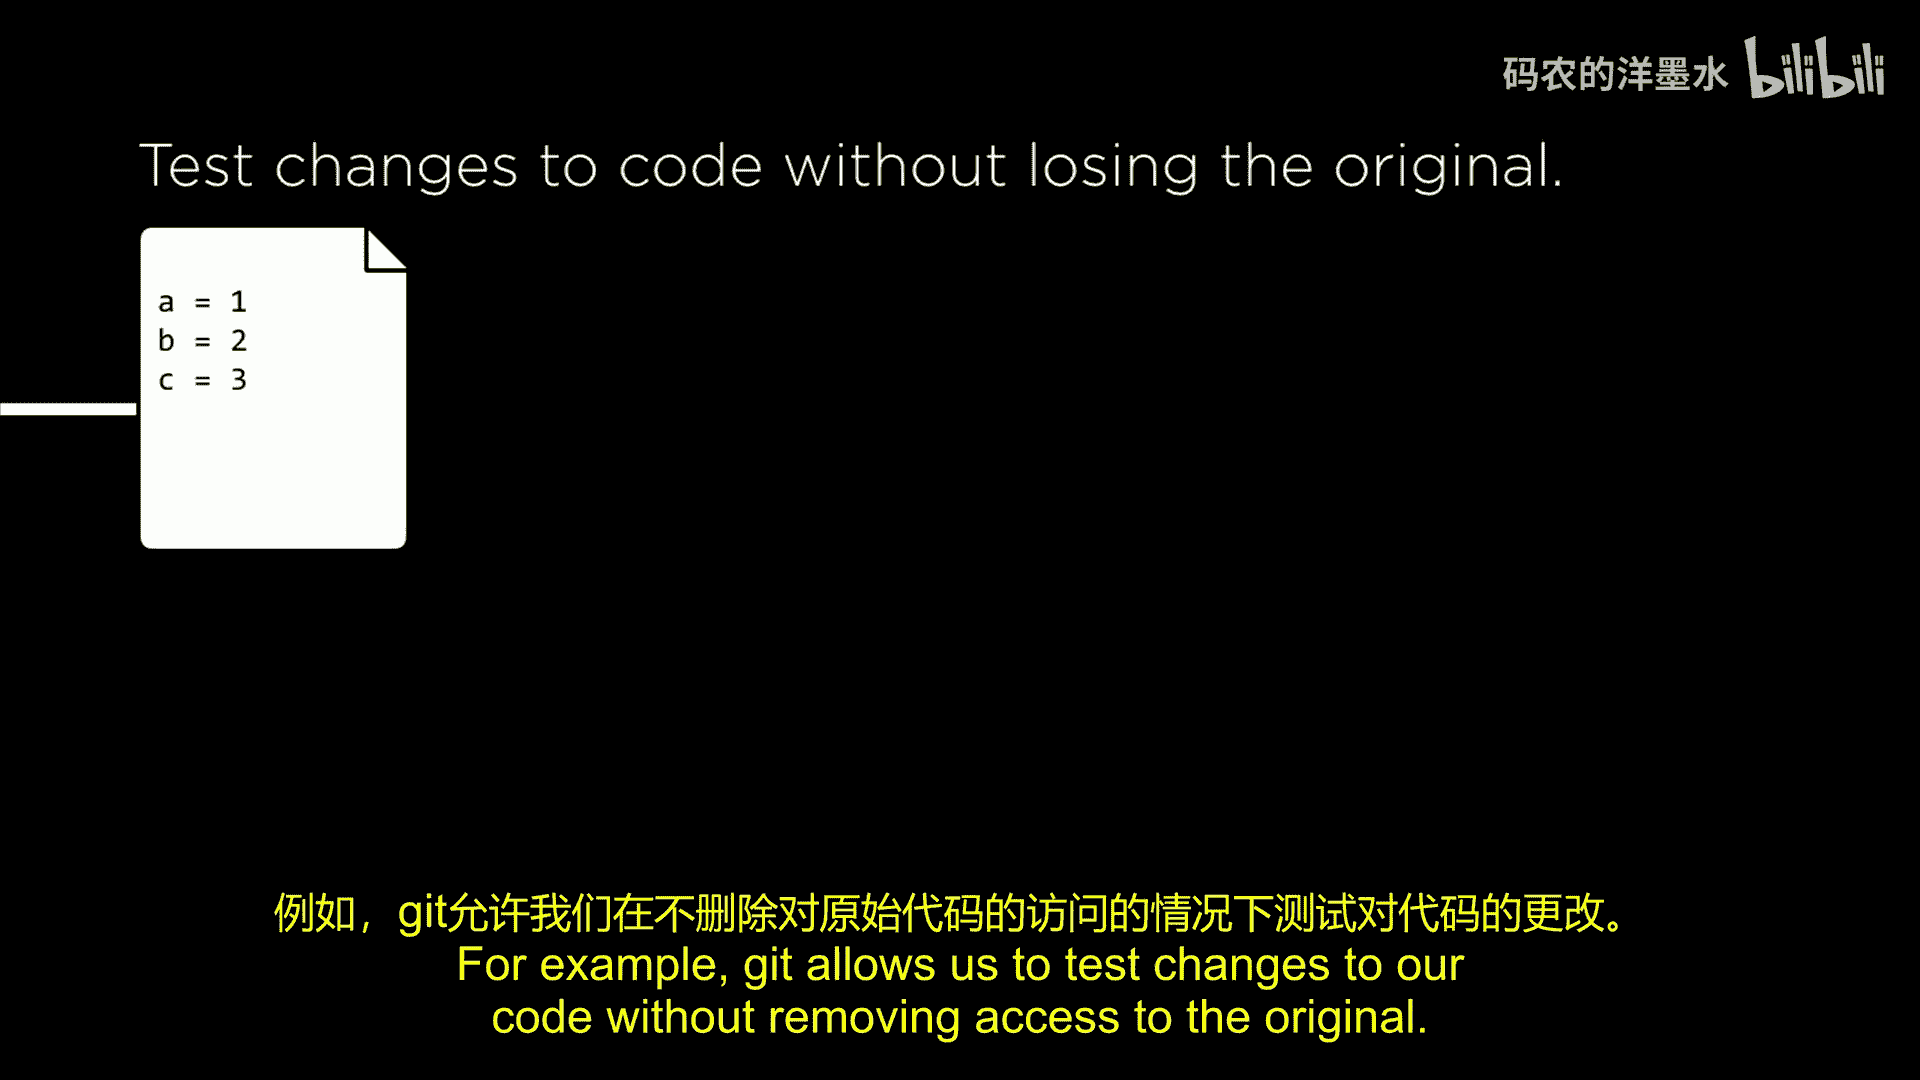 码农的洋墨水 bilibili
Test changes to code without losing the original.
a = 1
b = 2
c = 3
例如，git允许我们在不删除对原始代码的访问的情况下测试对代码的更改。
For example, git allows us to test changes to our
code without removing access to the original.